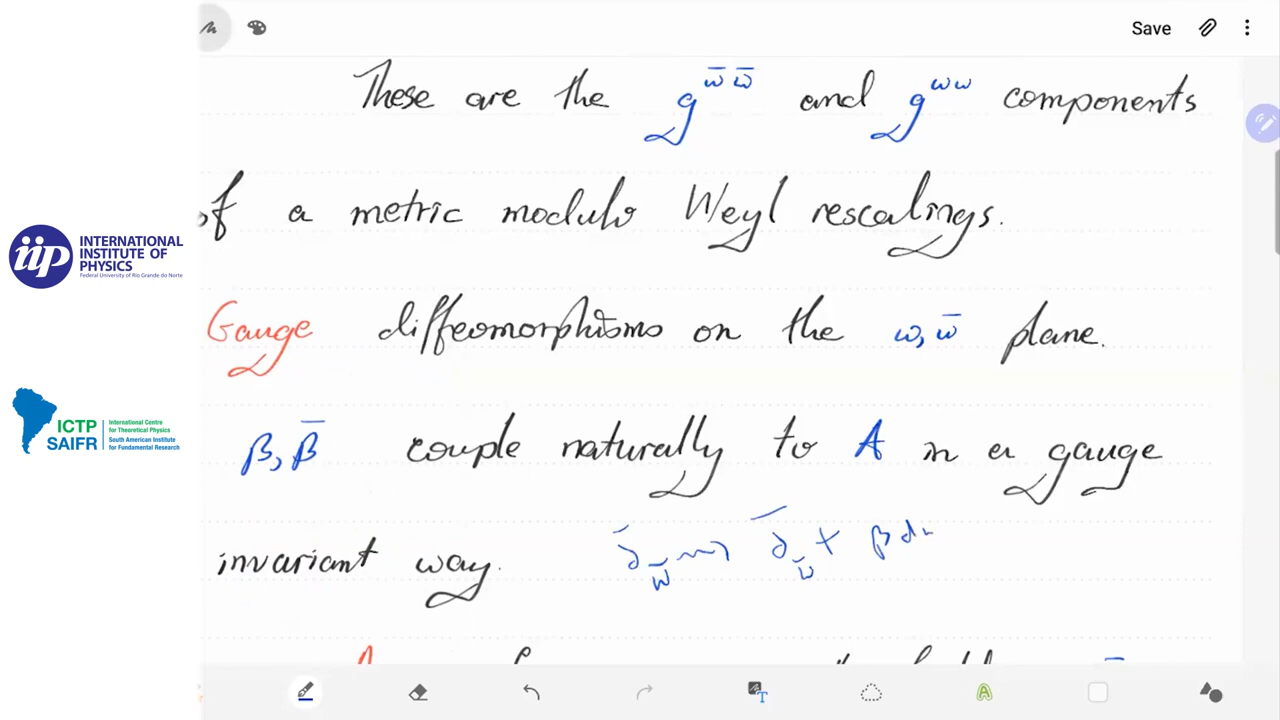 Save
These are the g^{w̄ w̄} and g^{ww} components
of a metric modulo Weyl rescalings.
Gauge diffeomorphisms on the w, w̄ plane.
β, β̄ couple naturally to A in a gauge
invariant way. ∂̄_{w̄} ⇝ ∂̄_{w̄} + β ∂
iip INTERNATIONAL
INSTITUTE OF
PHYSICS
Federal University of Rio Grande do Norte
ICTP
SAIFR
International Centre
for Theoretical Physics
South American Institute
for Fundamental Research